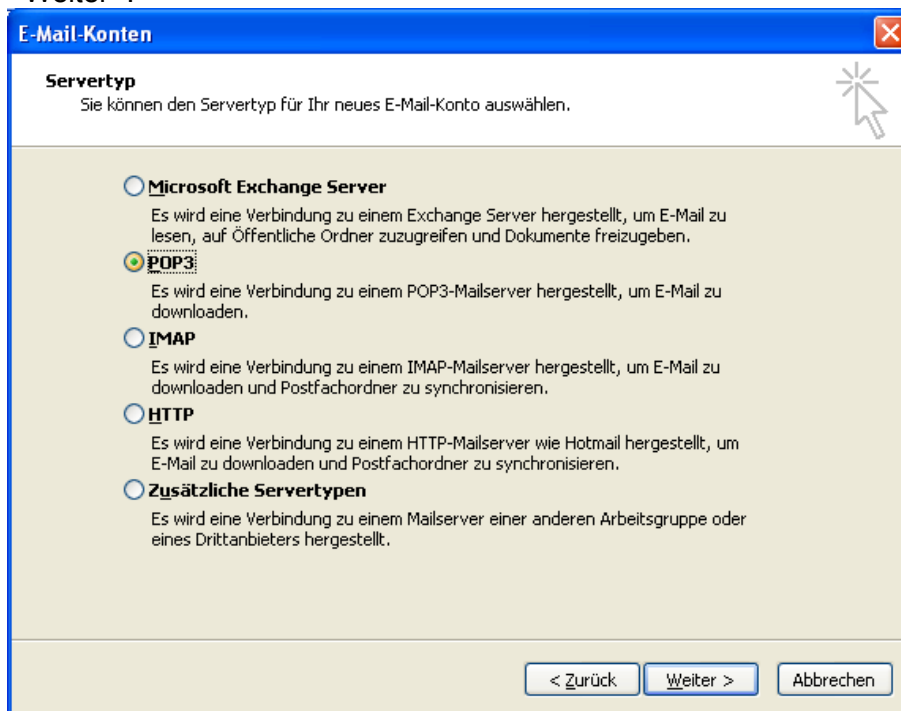 Weiter
E-Mail-Konten
Servertyp
Sie können den Servertyp für Ihr neues E-Mail-Konto auswählen.
Microsoft Exchange Server
Es wird eine Verbindung zu einem Exchange Server hergestellt, um E-Mail zu
lesen, auf Öffentliche Ordner zuzugreifen und Dokumente freizugeben.
POP3
Es wird eine Verbindung zu einem POP3-Mailserver hergestellt, um E-Mail zu
downloaden.
IMAP
Es wird eine Verbindung zu einem IMAP-Mailserver hergestellt, um E-Mail zu
downloaden und Postfachordner zu synchronisieren.
HTTP
Es wird eine Verbindung zu einem HTTP-Mailserver wie Hotmail hergestellt, um
E-Mail zu downloaden und Postfachordner zu synchronisieren.
Zusätzliche Servertypen
Es wird eine Verbindung zu einem Mailserver einer anderen Arbeitsgruppe oder
eines Drittanbieters hergestellt.
< Zurück Weiter > Abbrechen